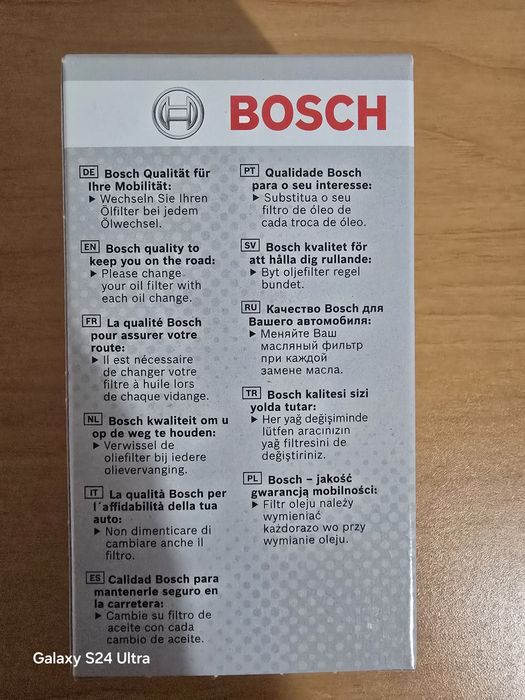 BOSCH
DE Bosch Qualität für
Ihre Mobilität:
▶ Wechseln Sie Ihren
Ölfilter bei jedem
Ölwechsel.
EN Bosch quality to
keep you on the road:
▶ Please change
your oil filter with
each oil change.
FR La qualité Bosch
pour assurer votre
route:
▶ Il est nécessaire
de changer votre
filtre à huile lors
de chaque vidange.
NL Bosch kwaliteit om u
op de weg te houden:
▶ Verwissel de
oliefilter bij iedere
olievervanging.
IT La qualità Bosch per
l´affidabilità della tua
auto:
▶ Non dimenticare di
cambiare anche il
filtro.
ES Calidad Bosch para
mantenerle seguro en
la carretera:
▶ Cambie su filtro de
aceite con cada
cambio de aceite.
PT Qualidade Bosch
para o seu interesse:
▶ Substitua o seu
filtro de óleo de
cada troca de óleo.
SV Bosch kvalitet för
att hålla dig rullande:
▶ Byt oljefilter regel
bundet.
RU Качество Bosch для
Вашего автомобиля:
▶ Меняйте Ваш
масляный фильтр
при каждой
замене масла.
TR Bosch kalitesi sizi
yolda tutar:
▶ Her yağ değişiminde
lütfen aracınızın
yağ filtresini de
değiştiriniz.
PL Bosch – jakość
gwarancją mobilności:
▶ Filtr oleju należy
wymieniać
każdorazo wo przy
wymianie oleju.
Galaxy S24 Ultra